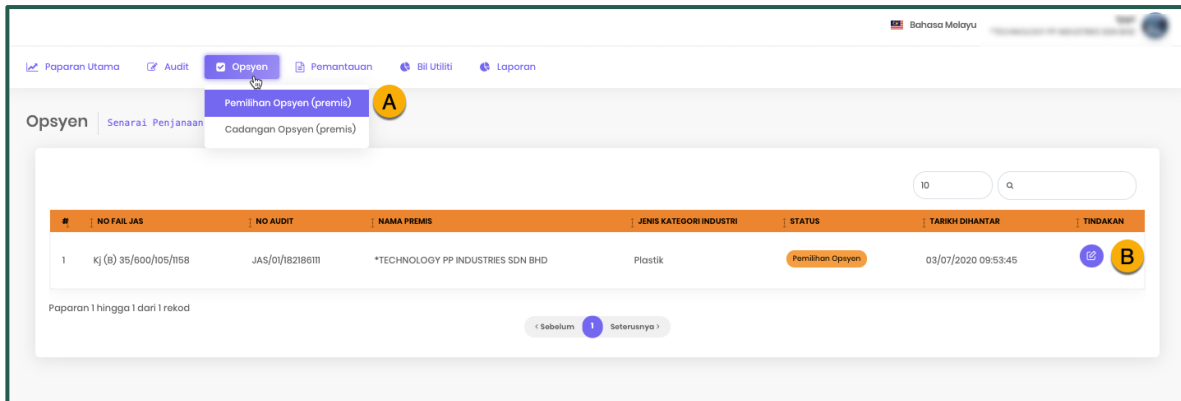 Bahasa Melayu
Paparan Utama Audit Opsyen Pemantauan Bil Utiliti Laporan
Pemilihan Opsyen (premis) A
Opsyen Senarai Penjanaan
Cadangan Opsyen (premis)
10
# NO FAIL JAS NO AUDIT NAMA PREMIS JENIS KATEGORI INDUSTRI STATUS TARIKH DIHANTAR TINDAKAN
1 Kj (B) 35/600/105/1158 JAS/01/182186111 *TECHNOLOGY PP INDUSTRIES SDN BHD Plastik Pemilihan Opsyen 03/07/2020 09:53:45 B
Paparan 1 hingga 1 dari 1 rekod
< Sebelum 1 Seterusnya >